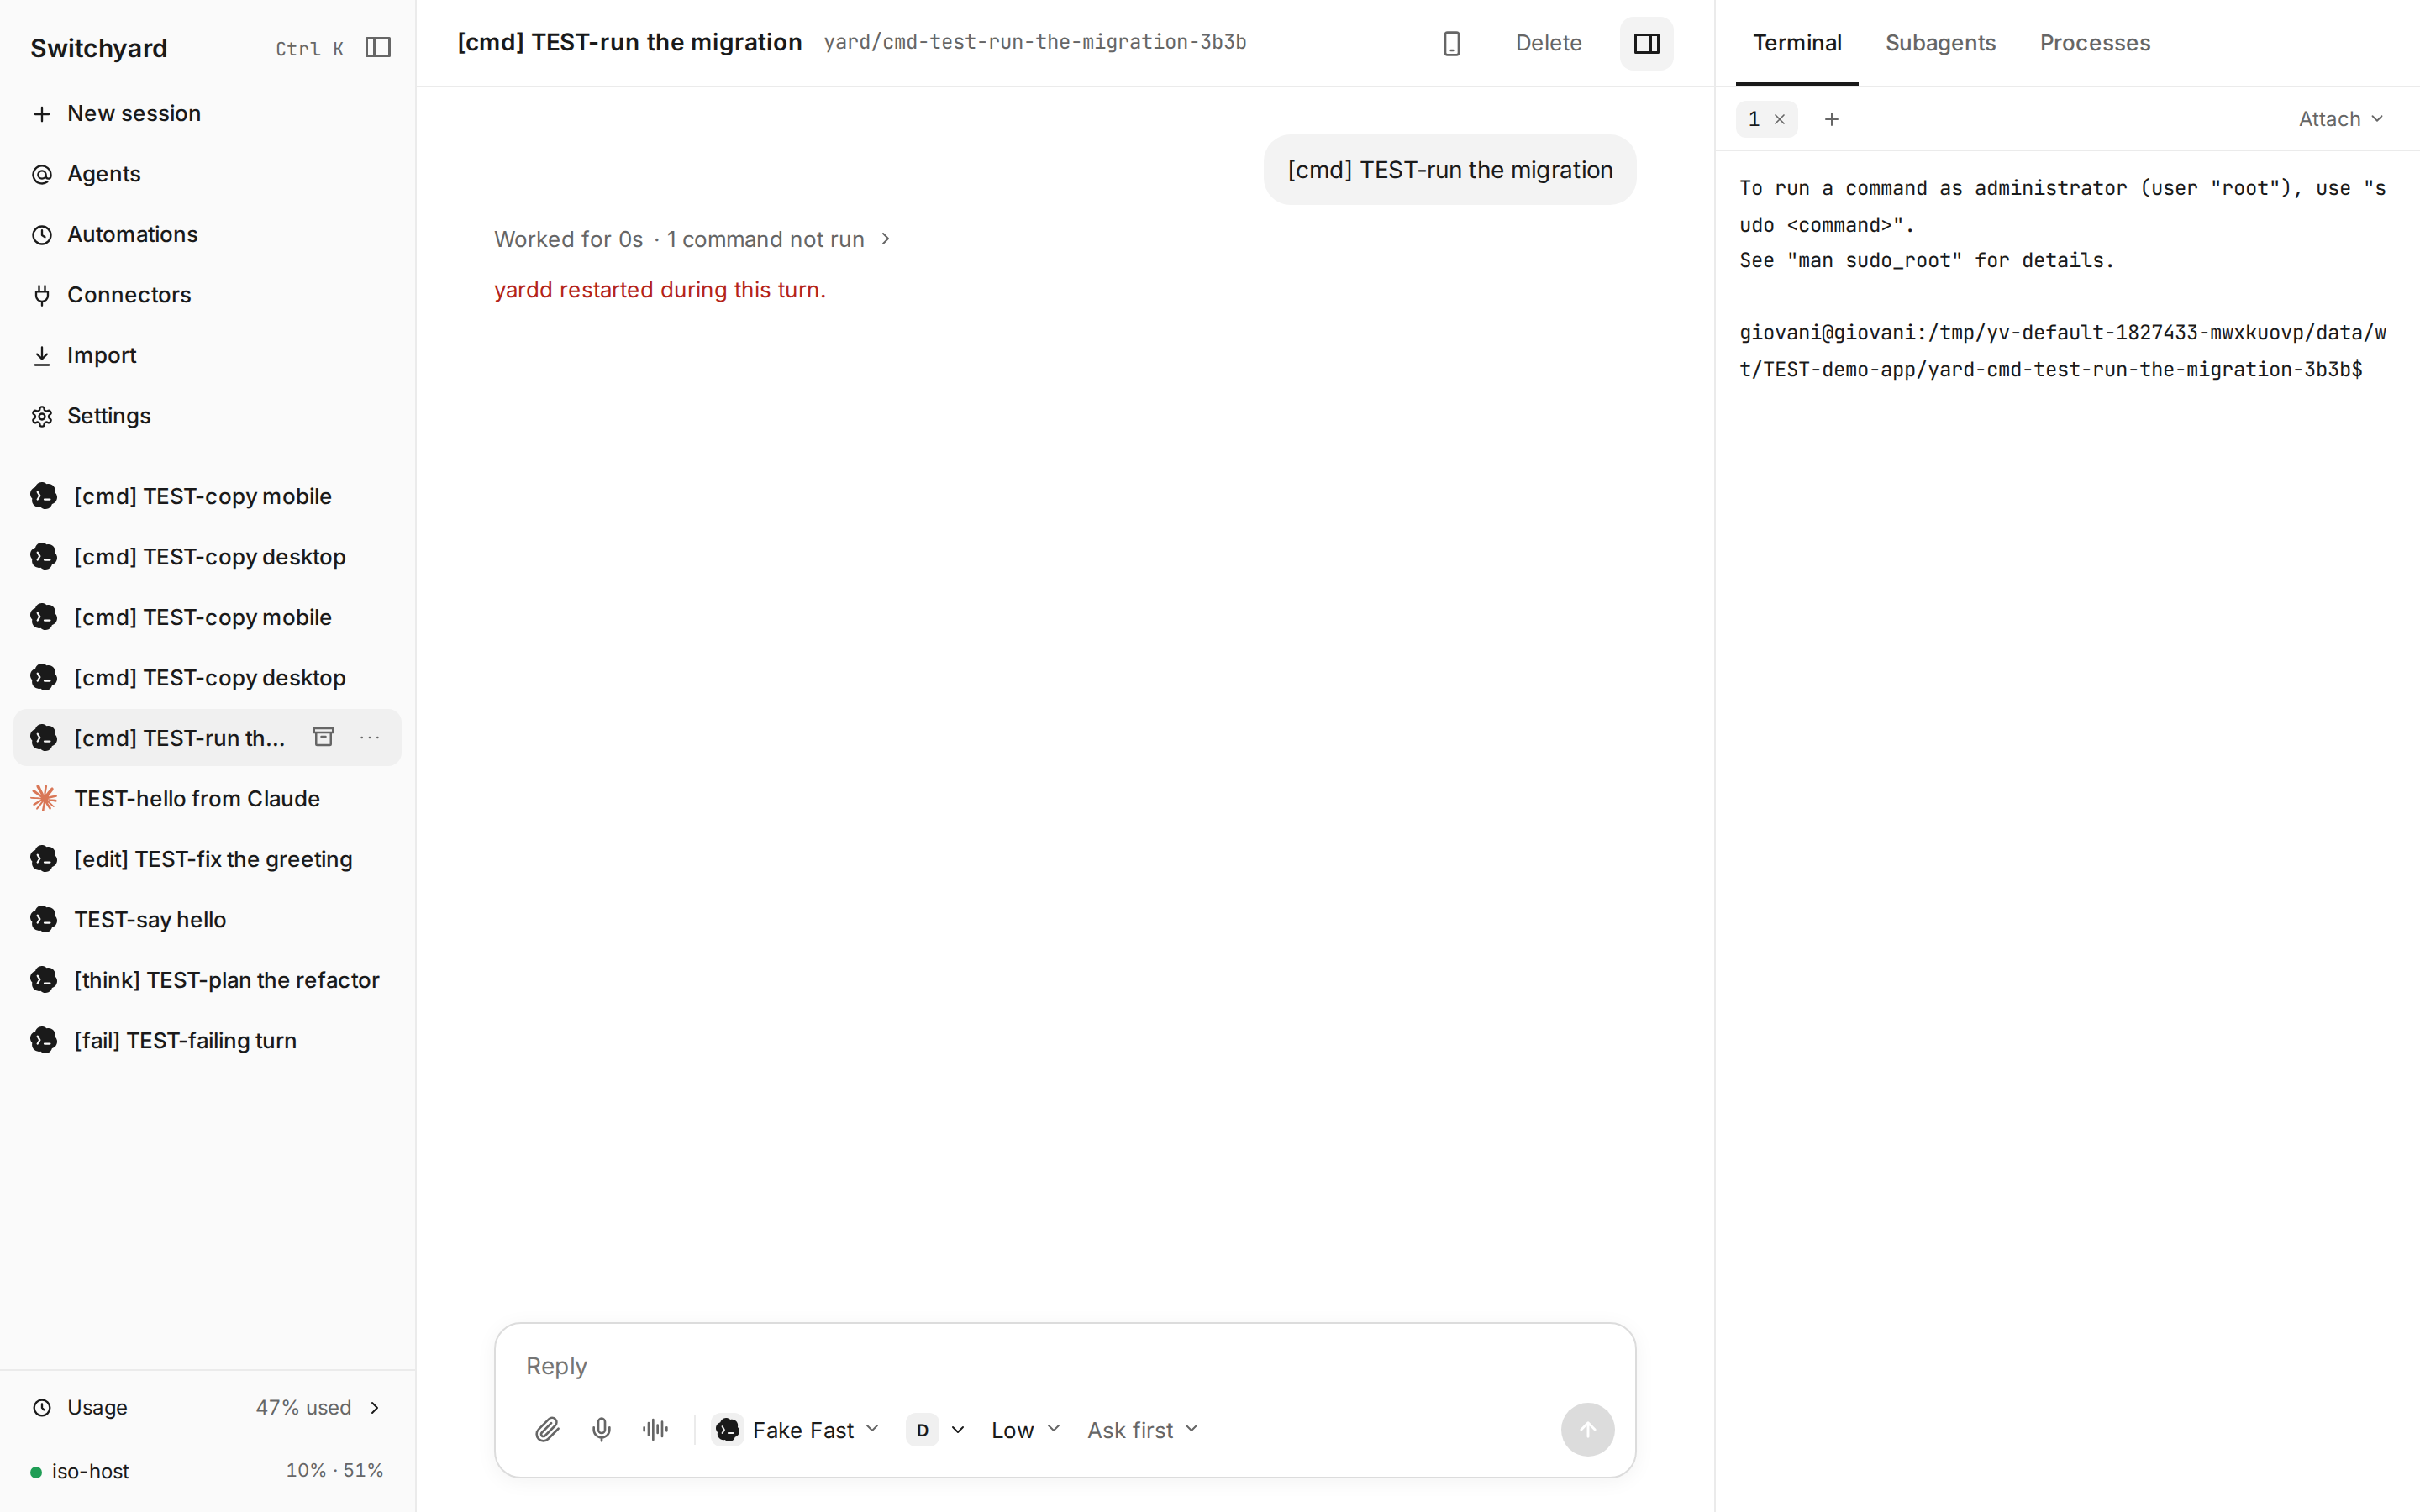 Switchyard
Ctrl K
New session
Agents
Automations
Connectors
Import
Settings
[cmd] TEST-copy mobile
[cmd] TEST-copy desktop
[cmd] TEST-copy mobile
[cmd] TEST-copy desktop
[cmd] TEST-run th...
TEST-hello from Claude
[edit] TEST-fix the greeting
TEST-say hello
[think] TEST-plan the refactor
[fail] TEST-failing turn
Usage 47% used
iso-host 10% · 51%
[cmd] TEST-run the migration yard/cmd-test-run-the-migration-3b3b
Delete
[cmd] TEST-run the migration
Worked for 0s · 1 command not run
yardd restarted during this turn.
Reply
Fake Fast D Low Ask first
Terminal Subagents Processes
1
Attach
To run a command as administrator (user "root"), use "s
udo <command>".
See "man sudo_root" for details.
giovani@giovani:/tmp/yv-default-1827433-mwxkuovp/data/w
t/TEST-demo-app/yard-cmd-test-run-the-migration-3b3b$